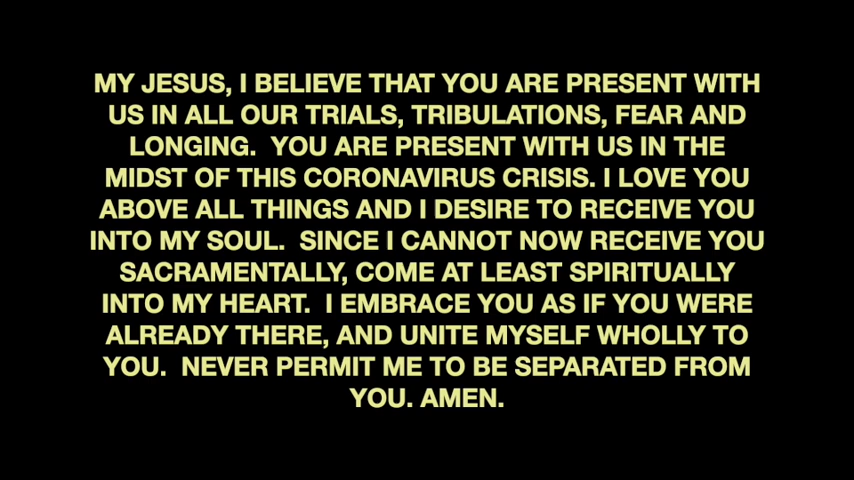 MY JESUS, I BELIEVE THAT YOU ARE PRESENT WITH
US IN ALL OUR TRIALS, TRIBULATIONS, FEAR AND
LONGING.  YOU ARE PRESENT WITH US IN THE
MIDST OF THIS CORONAVIRUS CRISIS. I LOVE YOU
ABOVE ALL THINGS AND I DESIRE TO RECEIVE YOU
INTO MY SOUL.  SINCE I CANNOT NOW RECEIVE YOU
SACRAMENTALLY, COME AT LEAST SPIRITUALLY
INTO MY HEART.  I EMBRACE YOU AS IF YOU WERE
ALREADY THERE, AND UNITE MYSELF WHOLLY TO
YOU.  NEVER PERMIT ME TO BE SEPARATED FROM
YOU. AMEN.